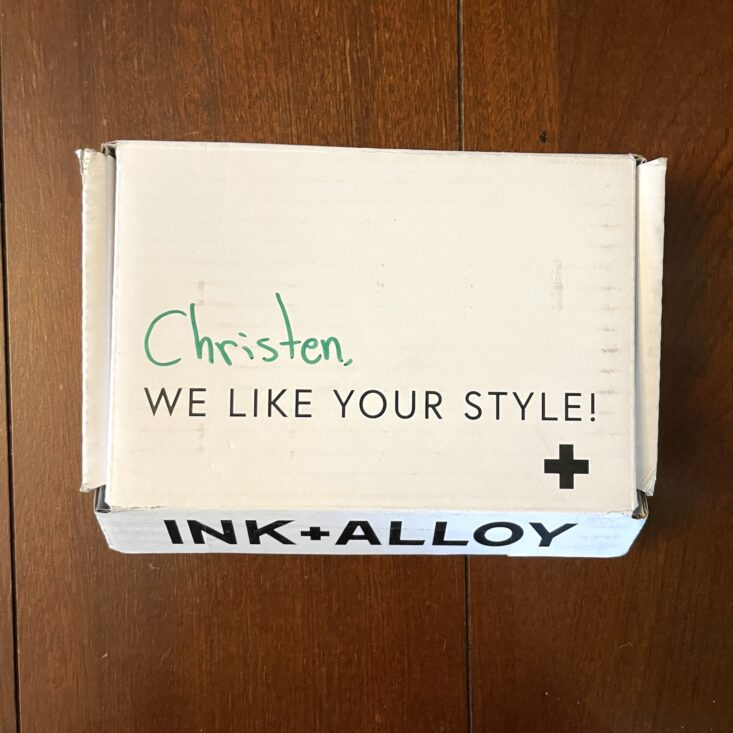 Christen,
WE LIKE YOUR STYLE!
INK+ALLOY